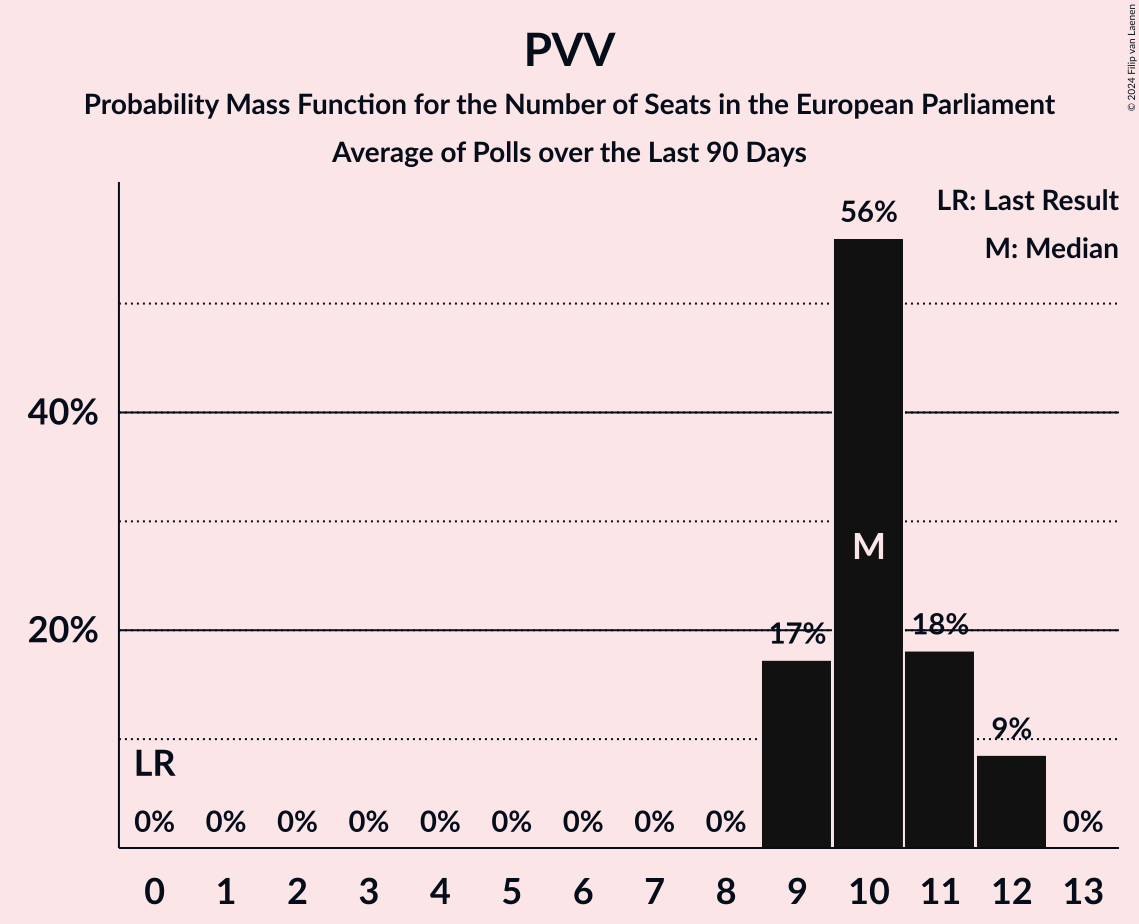 © 2024 Filip van Laenen
PVV
Probability Mass Function for the Number of Seats in the European Parliament
Average of Polls over the Last 90 Days
LR: Last Result
M: Median
56%
40%
M
20%
17%
18%
9%
LR
0% 0% 0% 0% 0% 0% 0% 0% 0% 0%
0 1 2 3 4 5 6 7 8 9 10 11 12 13